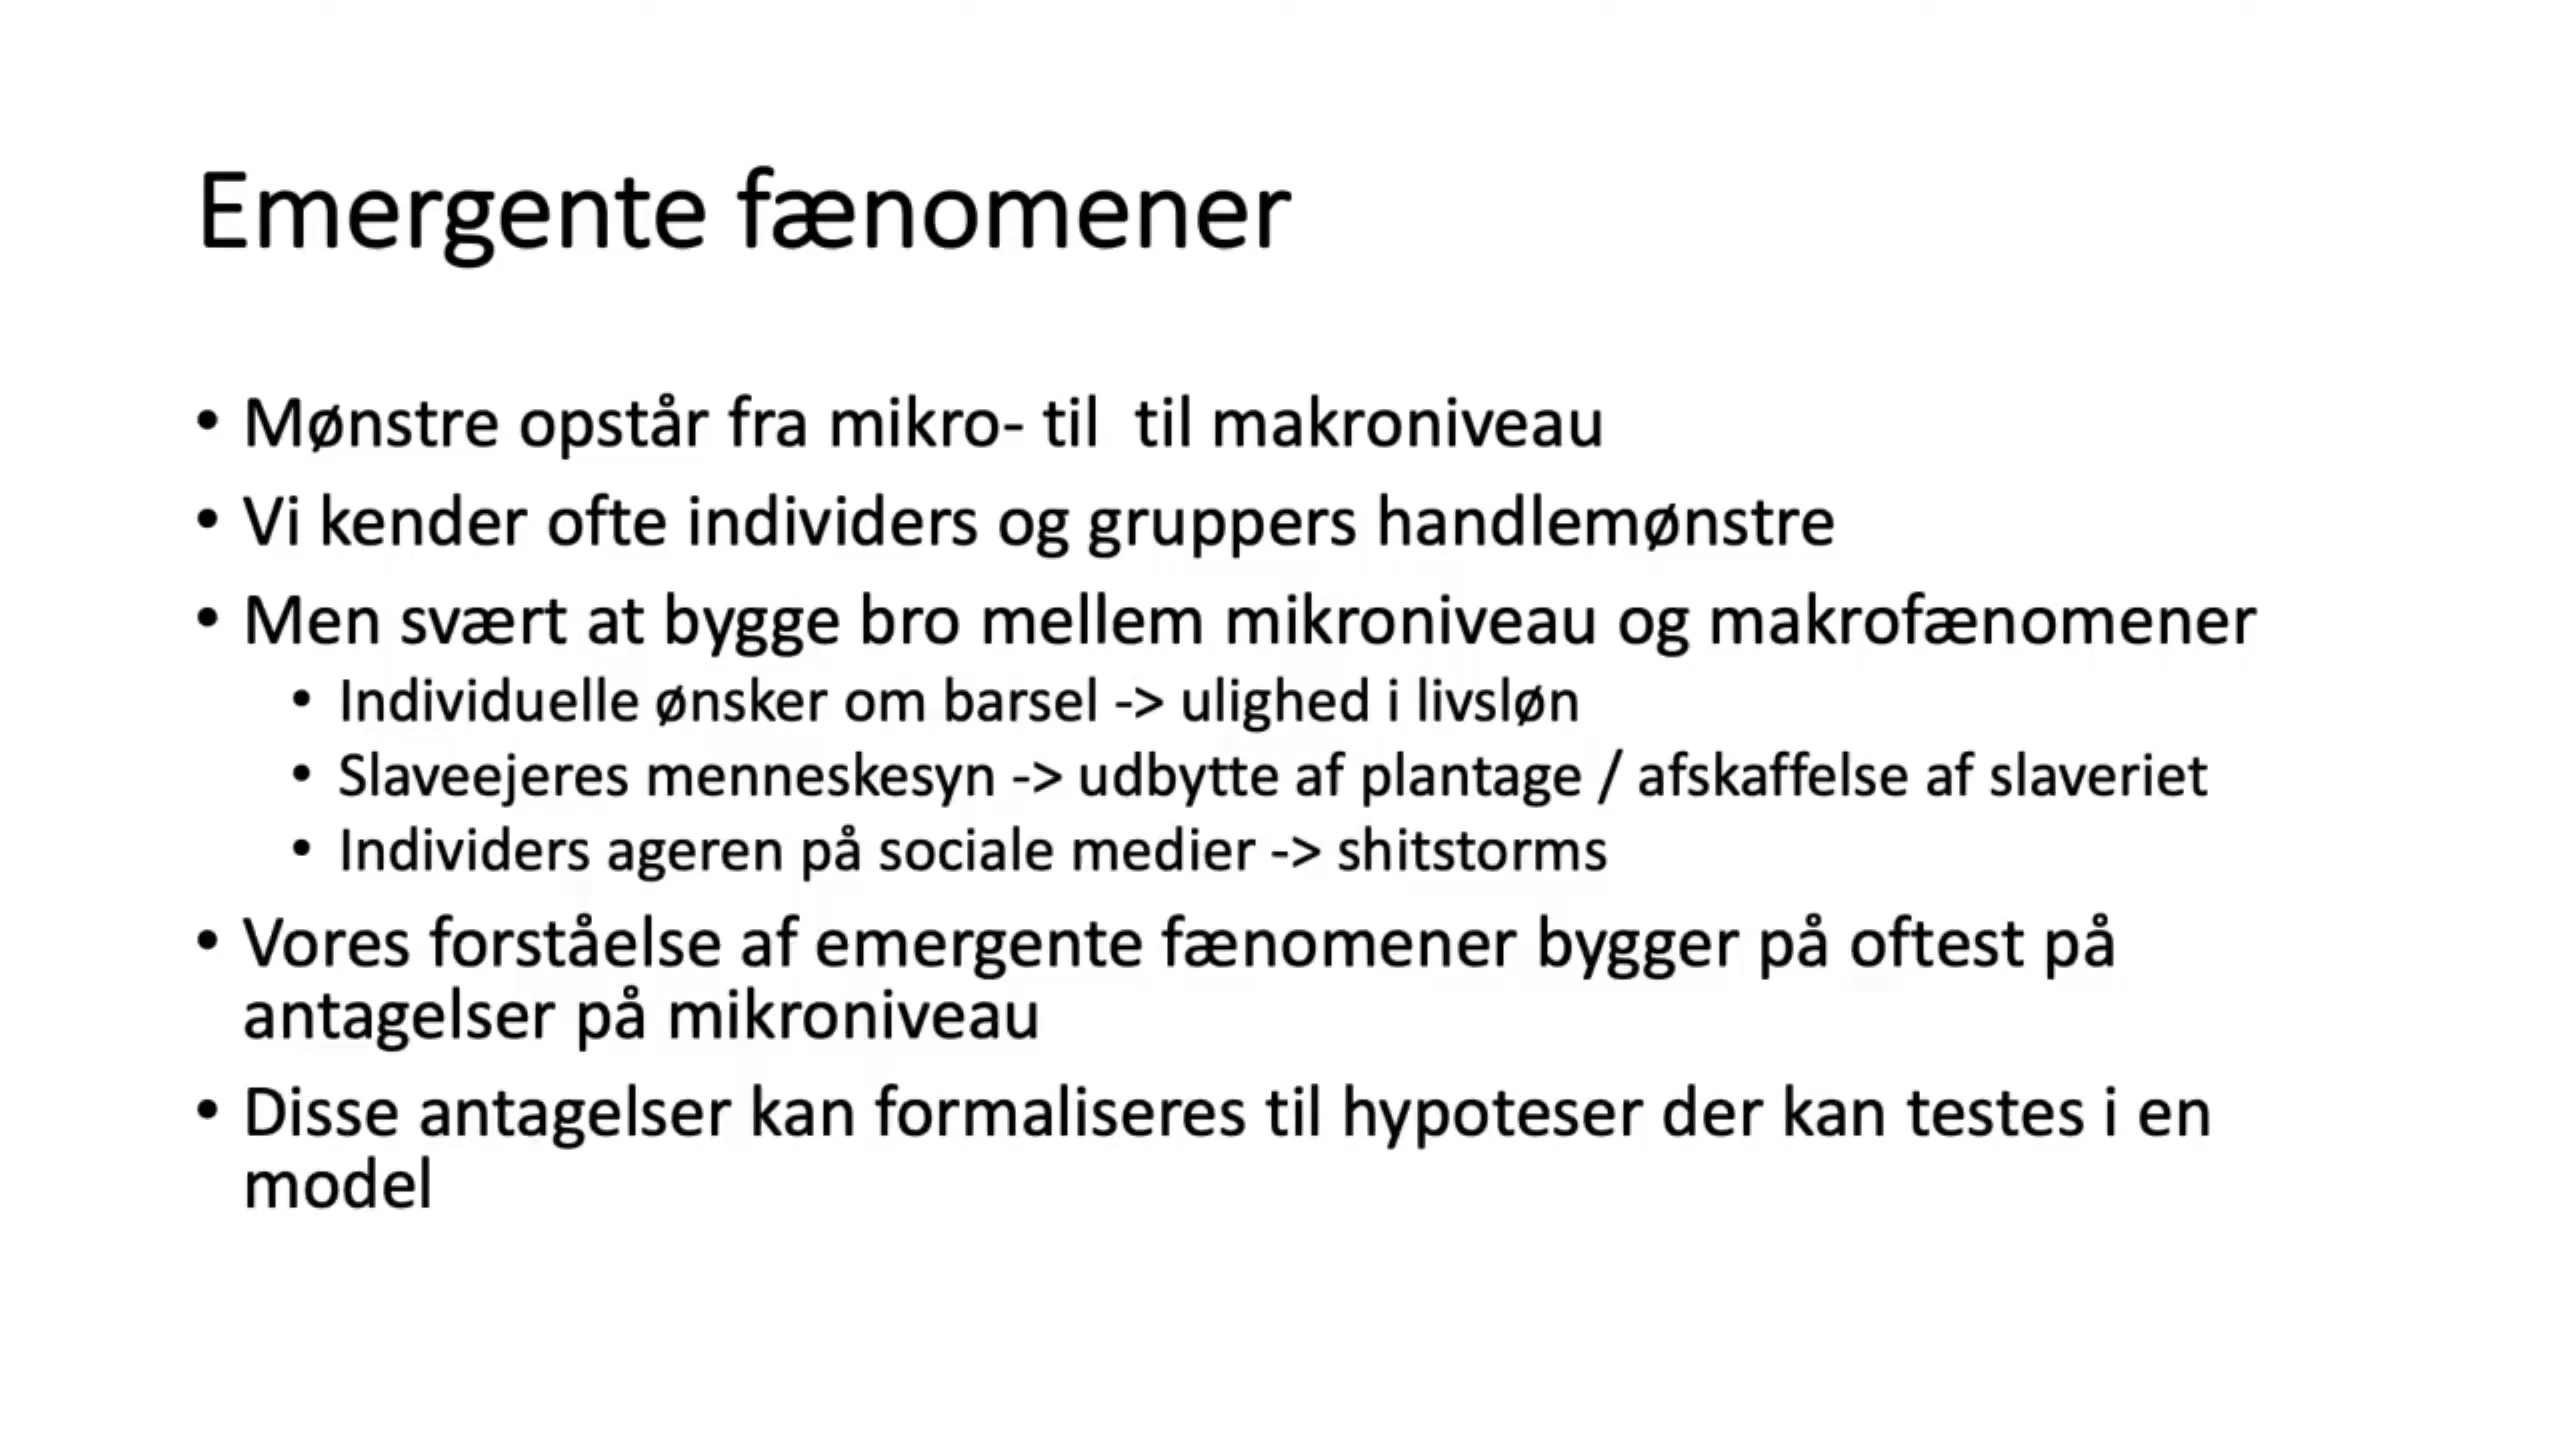 Emergente fænomener
• Mønstre opstår fra mikro- til  til makroniveau
• Vi kender ofte individers og gruppers handlemønstre
• Men svært at bygge bro mellem mikroniveau og makrofænomener
• Individuelle ønsker om barsel -> ulighed i livsløn
• Slaveejeres menneskesyn -> udbytte af plantage / afskaffelse af slaveriet
• Individers ageren på sociale medier -> shitstorms
• Vores forståelse af emergente fænomener bygger på oftest på
antagelser på mikroniveau
• Disse antagelser kan formaliseres til hypoteser der kan testes i en
model